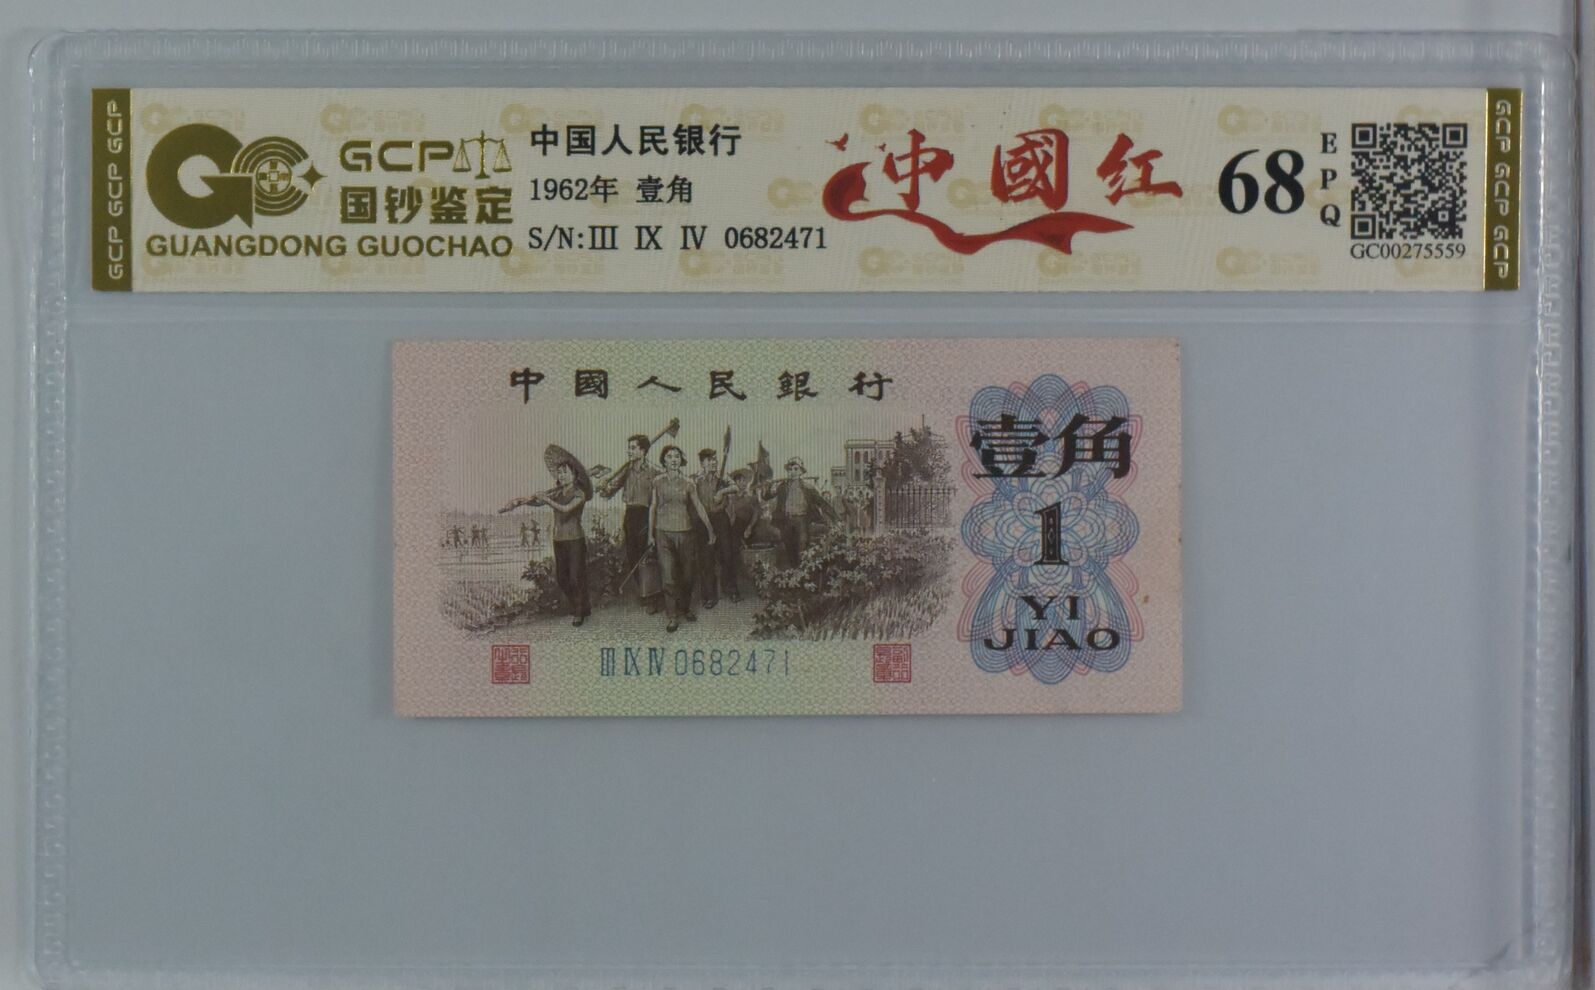 GCP GCP GCP
GCP
国钞鉴定
GUANGDONG GUOCHAO
中国人民银行
1962年 壹角
S/N:Ⅲ Ⅸ Ⅳ 0682471
中國红
68
EPQ
GC00275559
GCP GCP GCP
中國人民銀行
壹角
1
YI
JIAO
Ⅲ Ⅸ Ⅳ 0682471